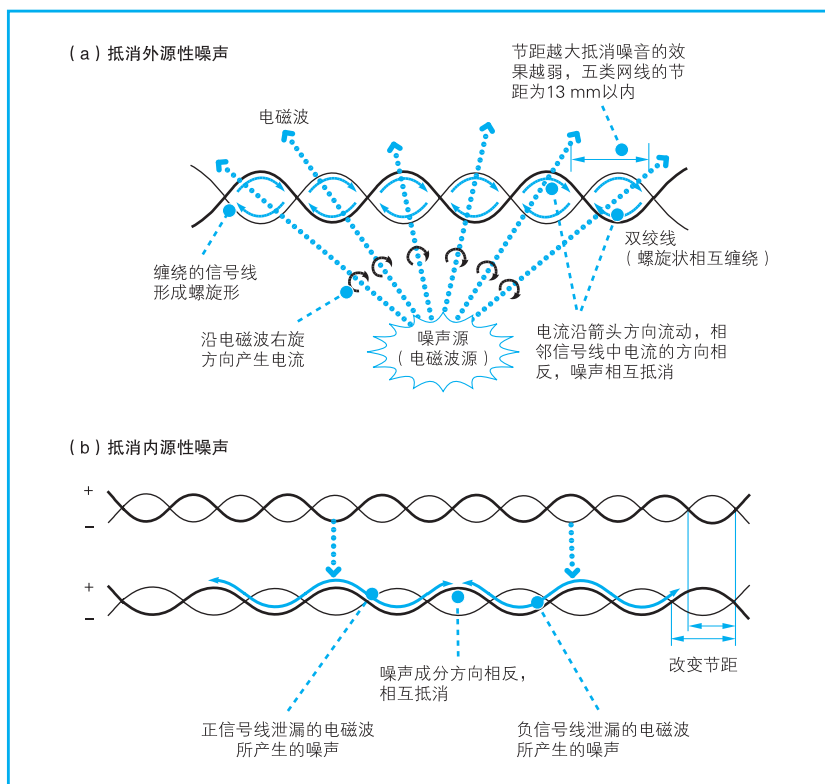 （a）抵消外源性噪声
节距越大抵消噪音的效
果越弱，五类网线的节
距为13 mm以内
电磁波
缠绕的信号线
形成螺旋形
双绞线
（螺旋状相互缠绕）
沿电磁波右旋
方向产生电流
噪声源
（电磁波源）
电流沿箭头方向流动，相
邻信号线中电流的方向相
反，噪声相互抵消
（b）抵消内源性噪声
+
−
+
−
噪声成分方向相反，
相互抵消
改变节距
正信号线泄漏的电磁波
所产生的噪声
负信号线泄漏的电磁波
所产生的噪声